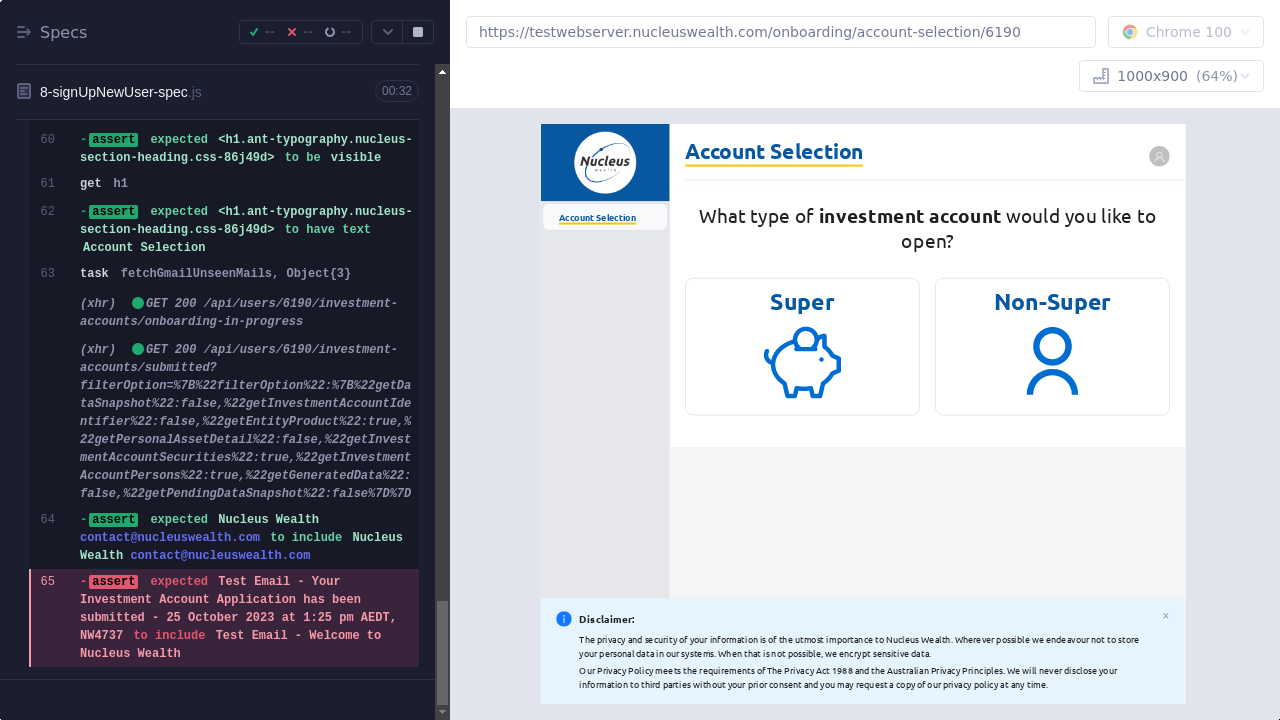 Specs
--
--
--
8-signUpNewUser-spec.js
00:32
60 -assert expected <h1.ant-typography.nucleus-
section-heading.css-86j49d> to be visible
61 get h1
62 -assert expected <h1.ant-typography.nucleus-
section-heading.css-86j49d> to have text
Account Selection
63 task fetchGmailUnseenMails, Object{3}
(xhr) GET 200 /api/users/6190/investment-
accounts/onboarding-in-progress
(xhr) GET 200 /api/users/6190/investment-
accounts/submitted?
filterOption=%7B%22filterOption%22:%7B%22getDa
taSnapshot%22:false,%22getInvestmentAccountIde
ntifier%22:false,%22getEntityProduct%22:true,%
22getPersonalAssetDetail%22:false,%22getInvest
mentAccountSecurities%22:true,%22getInvestment
AccountPersons%22:true,%22getGeneratedData%22:
false,%22getPendingDataSnapshot%22:false%7D%7D
64 -assert expected Nucleus Wealth
contact@nucleuswealth.com to include Nucleus
Wealth contact@nucleuswealth.com
65 -assert expected Test Email - Your
Investment Account Application has been
submitted - 25 October 2023 at 1:25 pm AEDT,
NW4737 to include Test Email - Welcome to
Nucleus Wealth
https://testwebserver.nucleuswealth.com/onboarding/account-selection/6190
Chrome 100
1000x900 (64%)
Nucleus
Wealth
Account Selection
Account Selection
What type of investment account would you like to
open?
Super
Non-Super
Disclaimer:
The privacy and security of your information is of the utmost importance to Nucleus Wealth. Wherever possible we endeavour not to store
your personal data in our systems. When that is not possible, we encrypt sensitive data.
Our Privacy Policy meets the requirements of The Privacy Act 1988 and the Australian Privacy Principles. We will never disclose your
information to third parties without your prior consent and you may request a copy of our privacy policy at any time.